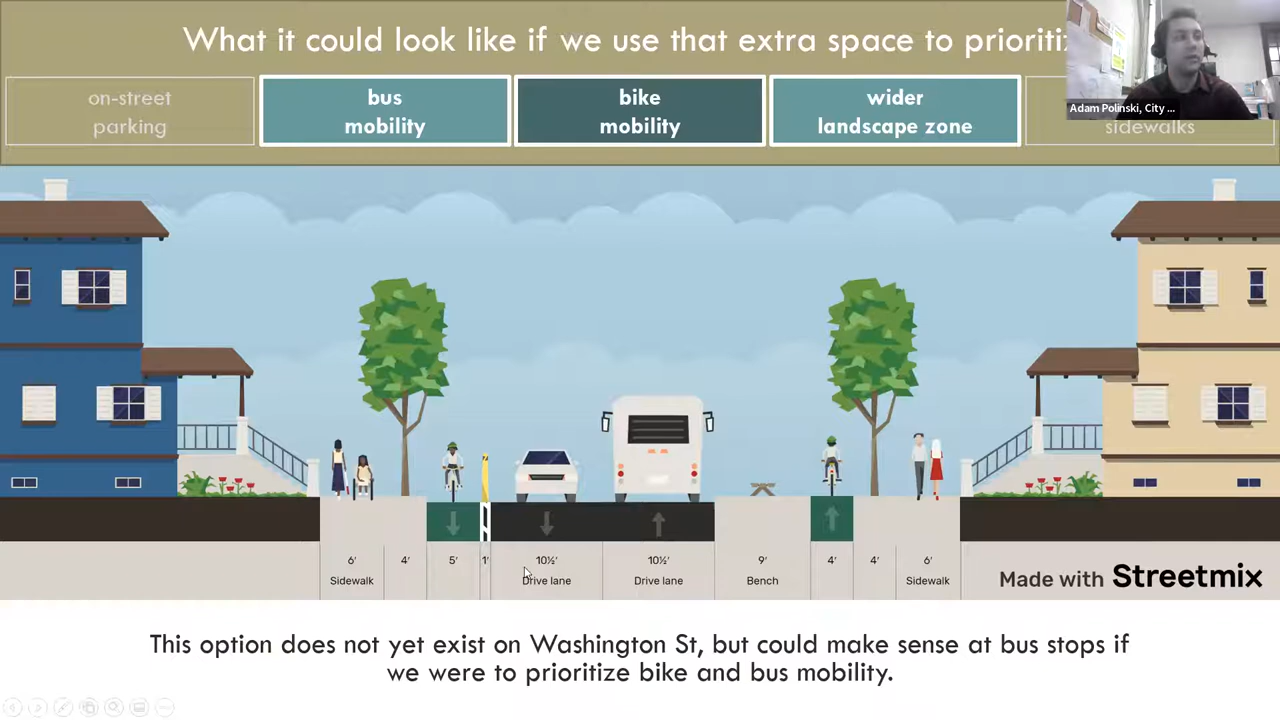 What it could look like if we use that extra space to
on-street
parking
bus
mobility
bike
mobility
wider
landscape zone
sidewalks
Adam Polinski, City ...
6' 4' 5' 1' 10½' 10½' 9' 4' 4' 6'
Sidewalk Drive lane Drive lane Bench Sidewalk
Made with Streetmix
This option does not yet exist on Washington St, but could make sense at bus stops if
we were to prioritize bike and bus mobility.